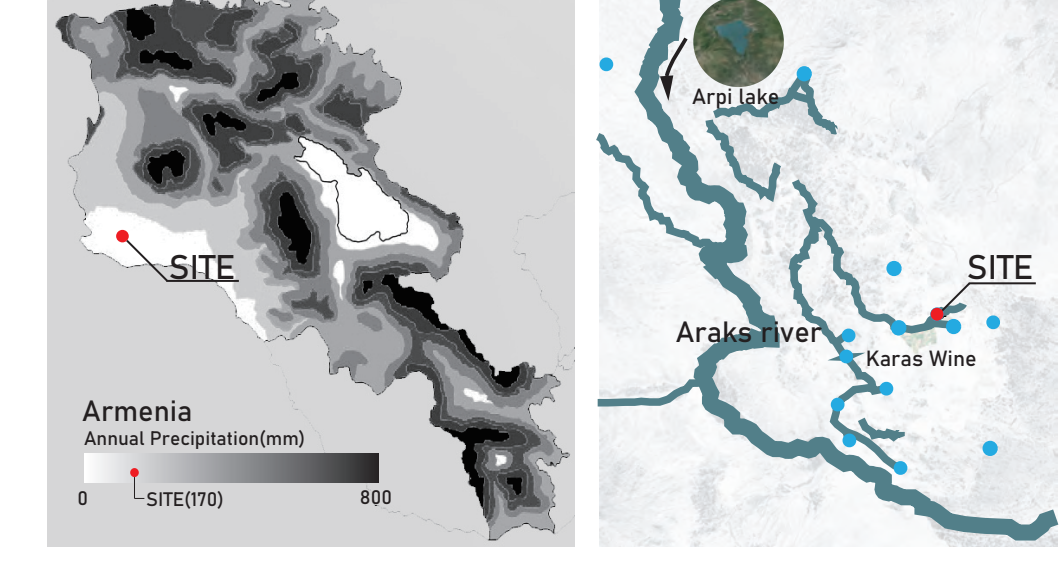 SITE
Armenia
Annual Precipitation(mm)
0
SITE(170)
800
Arpi lake
SITE
Araks river
Karas Wine